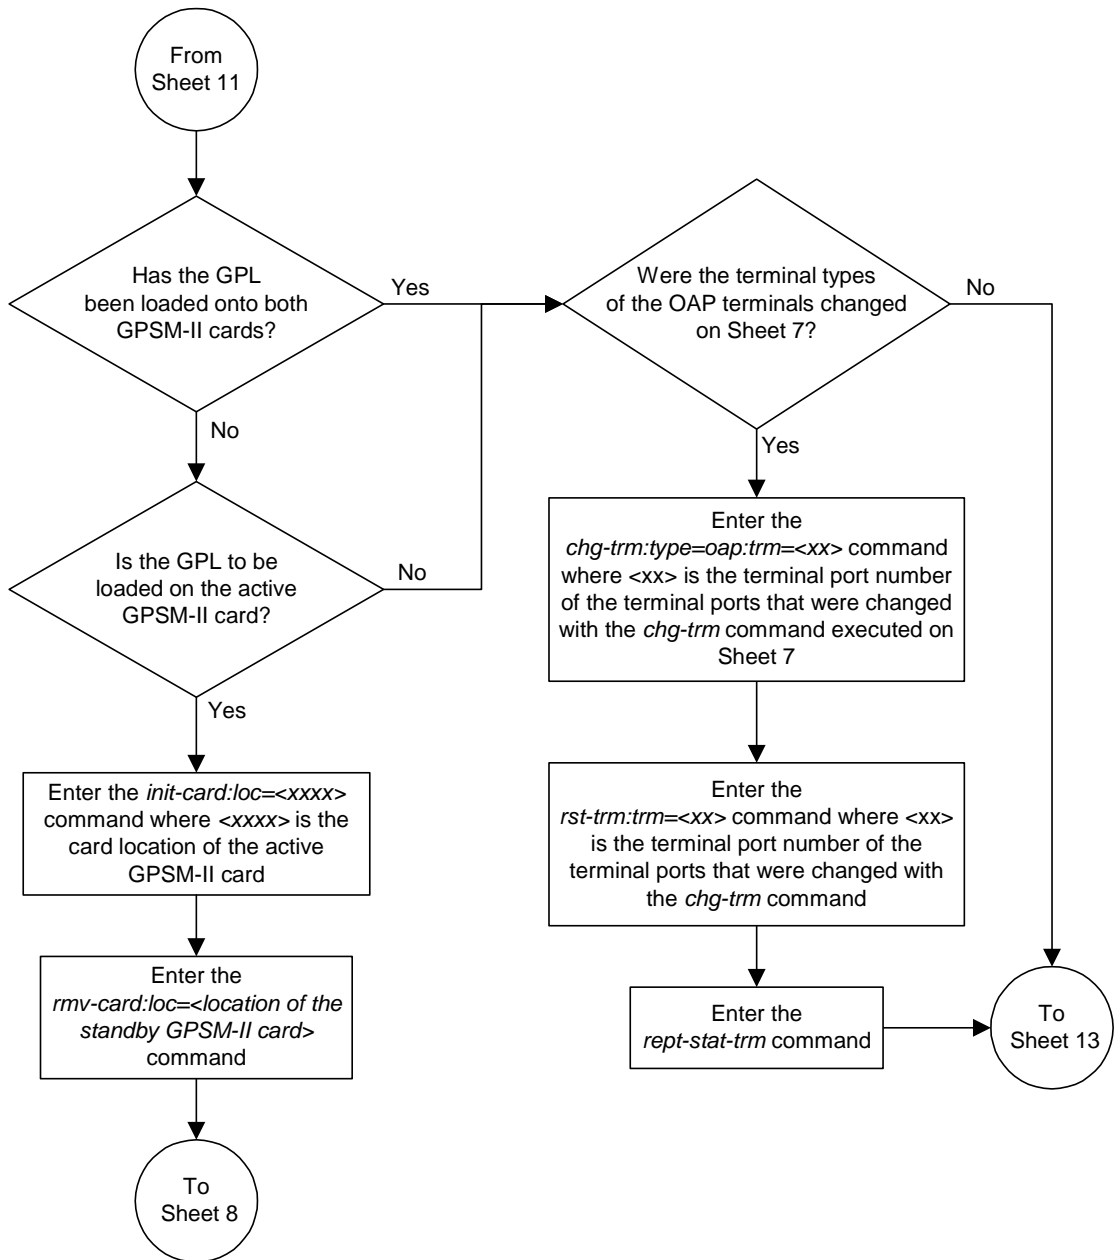 From
Sheet 11
Has the GPL
been loaded onto both
GPSM-II cards?
Yes
No
Is the GPL to be
loaded on the active
GPSM-II card?
No
Yes
Enter the init-card:loc=<xxxx>
command where <xxxx> is the
card location of the active
GPSM-II card
Enter the
rmv-card:loc=<location of the
standby GPSM-II card>
command
To
Sheet 8
Were the terminal types
of the OAP terminals changed
on Sheet 7?
No
Yes
Enter the
chg-trm:type=oap:trm=<xx> command
where <xx> is the terminal port number
of the terminal ports that were changed
with the chg-trm command executed on
Sheet 7
Enter the
rst-trm:trm=<xx> command where <xx>
is the terminal port number of the
terminal ports that were changed with
the chg-trm command
Enter the
rept-stat-trm command
To
Sheet 13